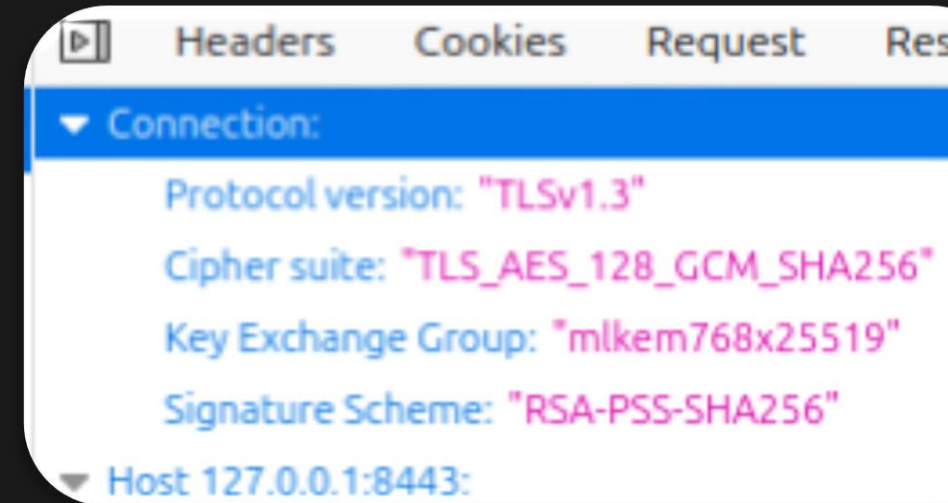 Headers Cookies Request Res
Connection:
Protocol version: "TLSv1.3"
Cipher suite: "TLS_AES_128_GCM_SHA256"
Key Exchange Group: "mlkem768x25519"
Signature Scheme: "RSA-PSS-SHA256"
Host 127.0.0.1:8443: